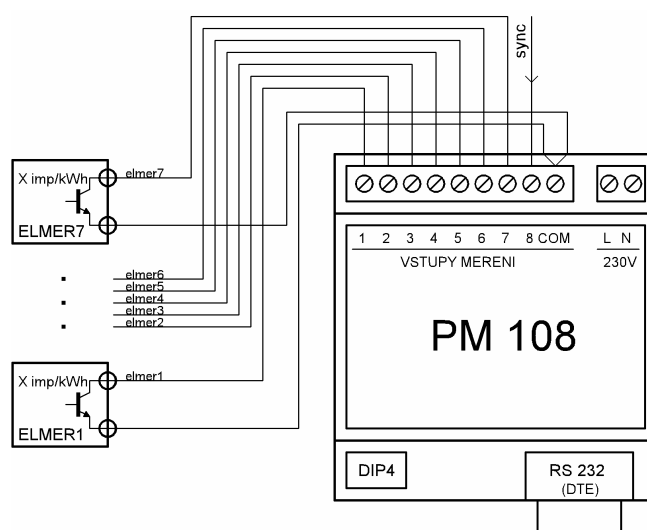 sync
X imp/kWh
elmer7
ELMER7
1 2 3 4 5 6 7 8 COM
L N
VSTUPY MERENI
230V
elmer6
elmer5
elmer4
elmer3
elmer2
PM 108
X imp/kWh
elmer1
ELMER1
DIP4
RS 232
(DTE)